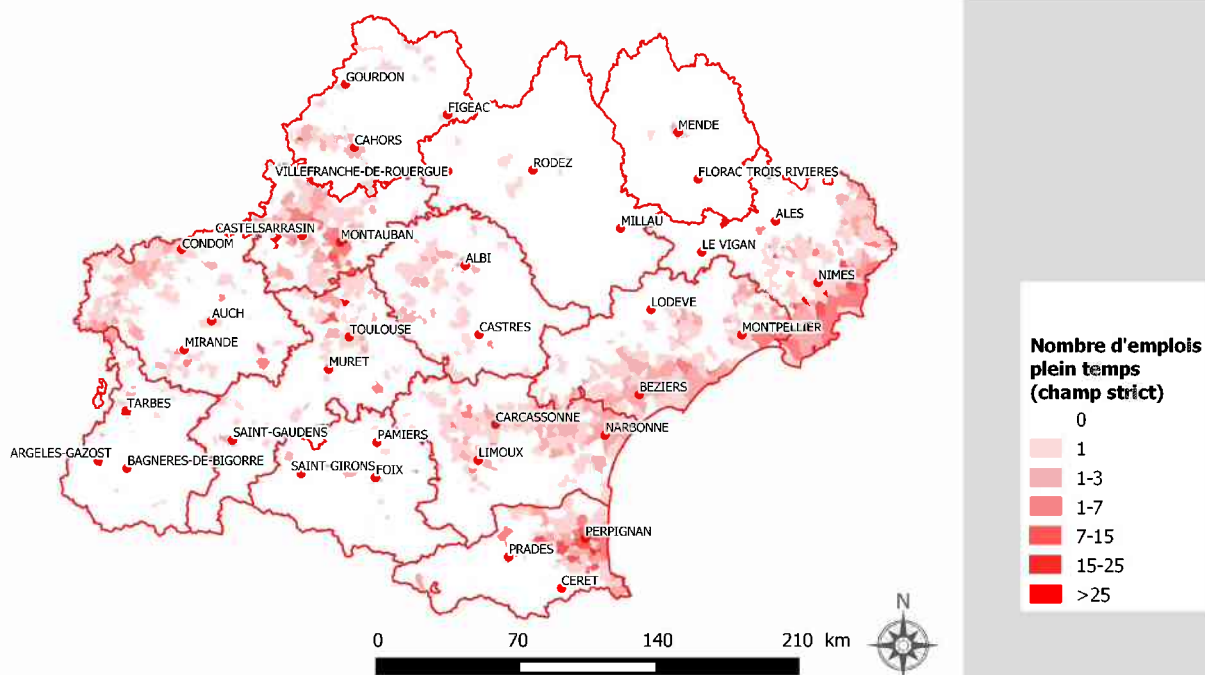 GOURDON
FIGEAC
CAHORS
MENDE
RODEZ
VILLEFRANCHE-DE-ROUERGUE
FLORAC TROIS RIVIERES
MILLAU
ALES
CASTELSARRASIN
MONTAUBAN
CONDOM
LE VIGAN
ALBI
NIMES
LODEVE
AUCH
TOULOUSE
CASTRES
MONTPELLIER
MIRANDE
MURET
BEZIERS
TARBES
CARCASSONNE
NARBONNE
SAINT-GAUDENS
PAMIERS
ARGELES-GAZOST
BAGNERES-DE-BIGORRE
LIMOUX
SAINT-GIRONS
FOIX
PERPIGNAN
PRADES
CERET
Nombre d'emplois
plein temps
(champ strict)
0
1
1-3
1-7
7-15
15-25
>25
N
0 70 140 210 km